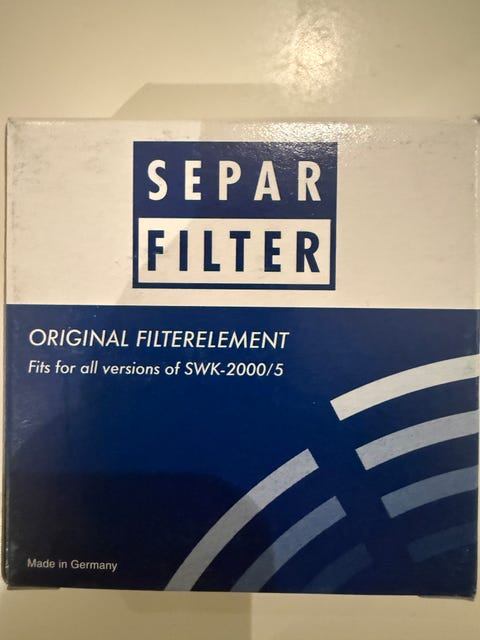 SEPAR
FILTER
ORIGINAL FILTERELEMENT
Fits for all versions of SWK-2000/5
Made in Germany